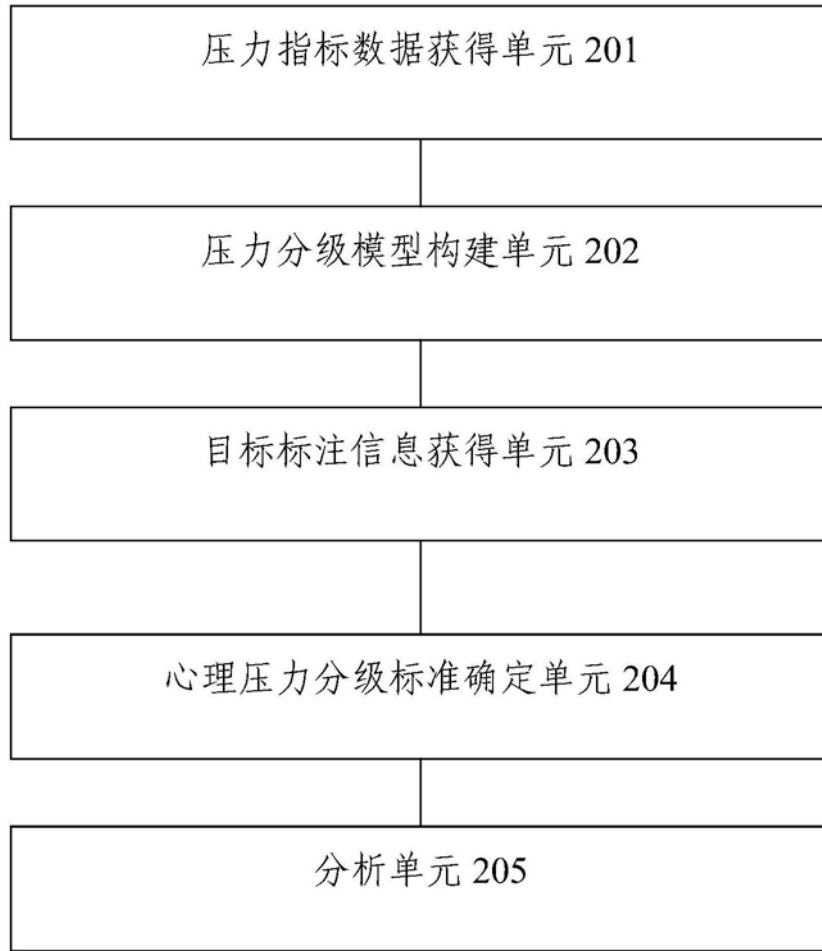 压力指标数据获得单元 201
压力分级模型构建单元 202
目标标注信息获得单元 203
心理压力分级标准确定单元 204
分析单元 205